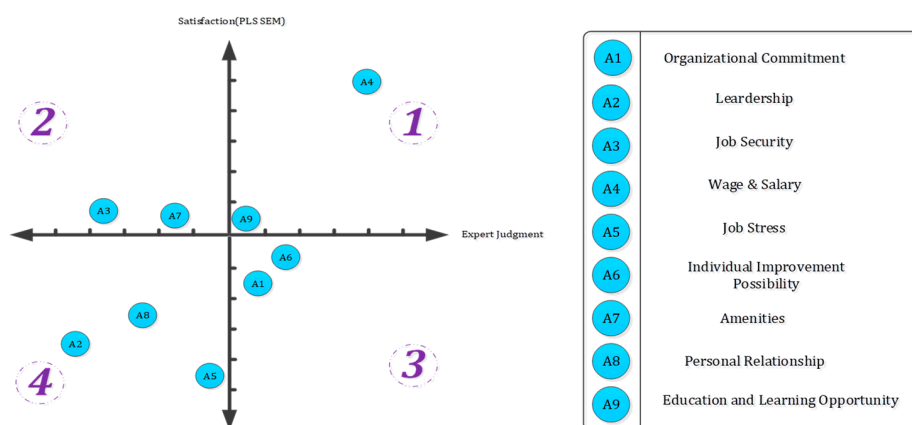 Satisfaction(PLS SEM)
A4
2
1
A3
A7
A9
Expert Judgment
A6
A1
A8
A2
A5
4
3
A1 Organizational Commitment
A2 Leardership
A3 Job Security
A4 Wage & Salary
A5 Job Stress
A6 Individual Improvement
Possibility
A7 Amenities
A8 Personal Relationship
A9 Education and Learning Opportunity